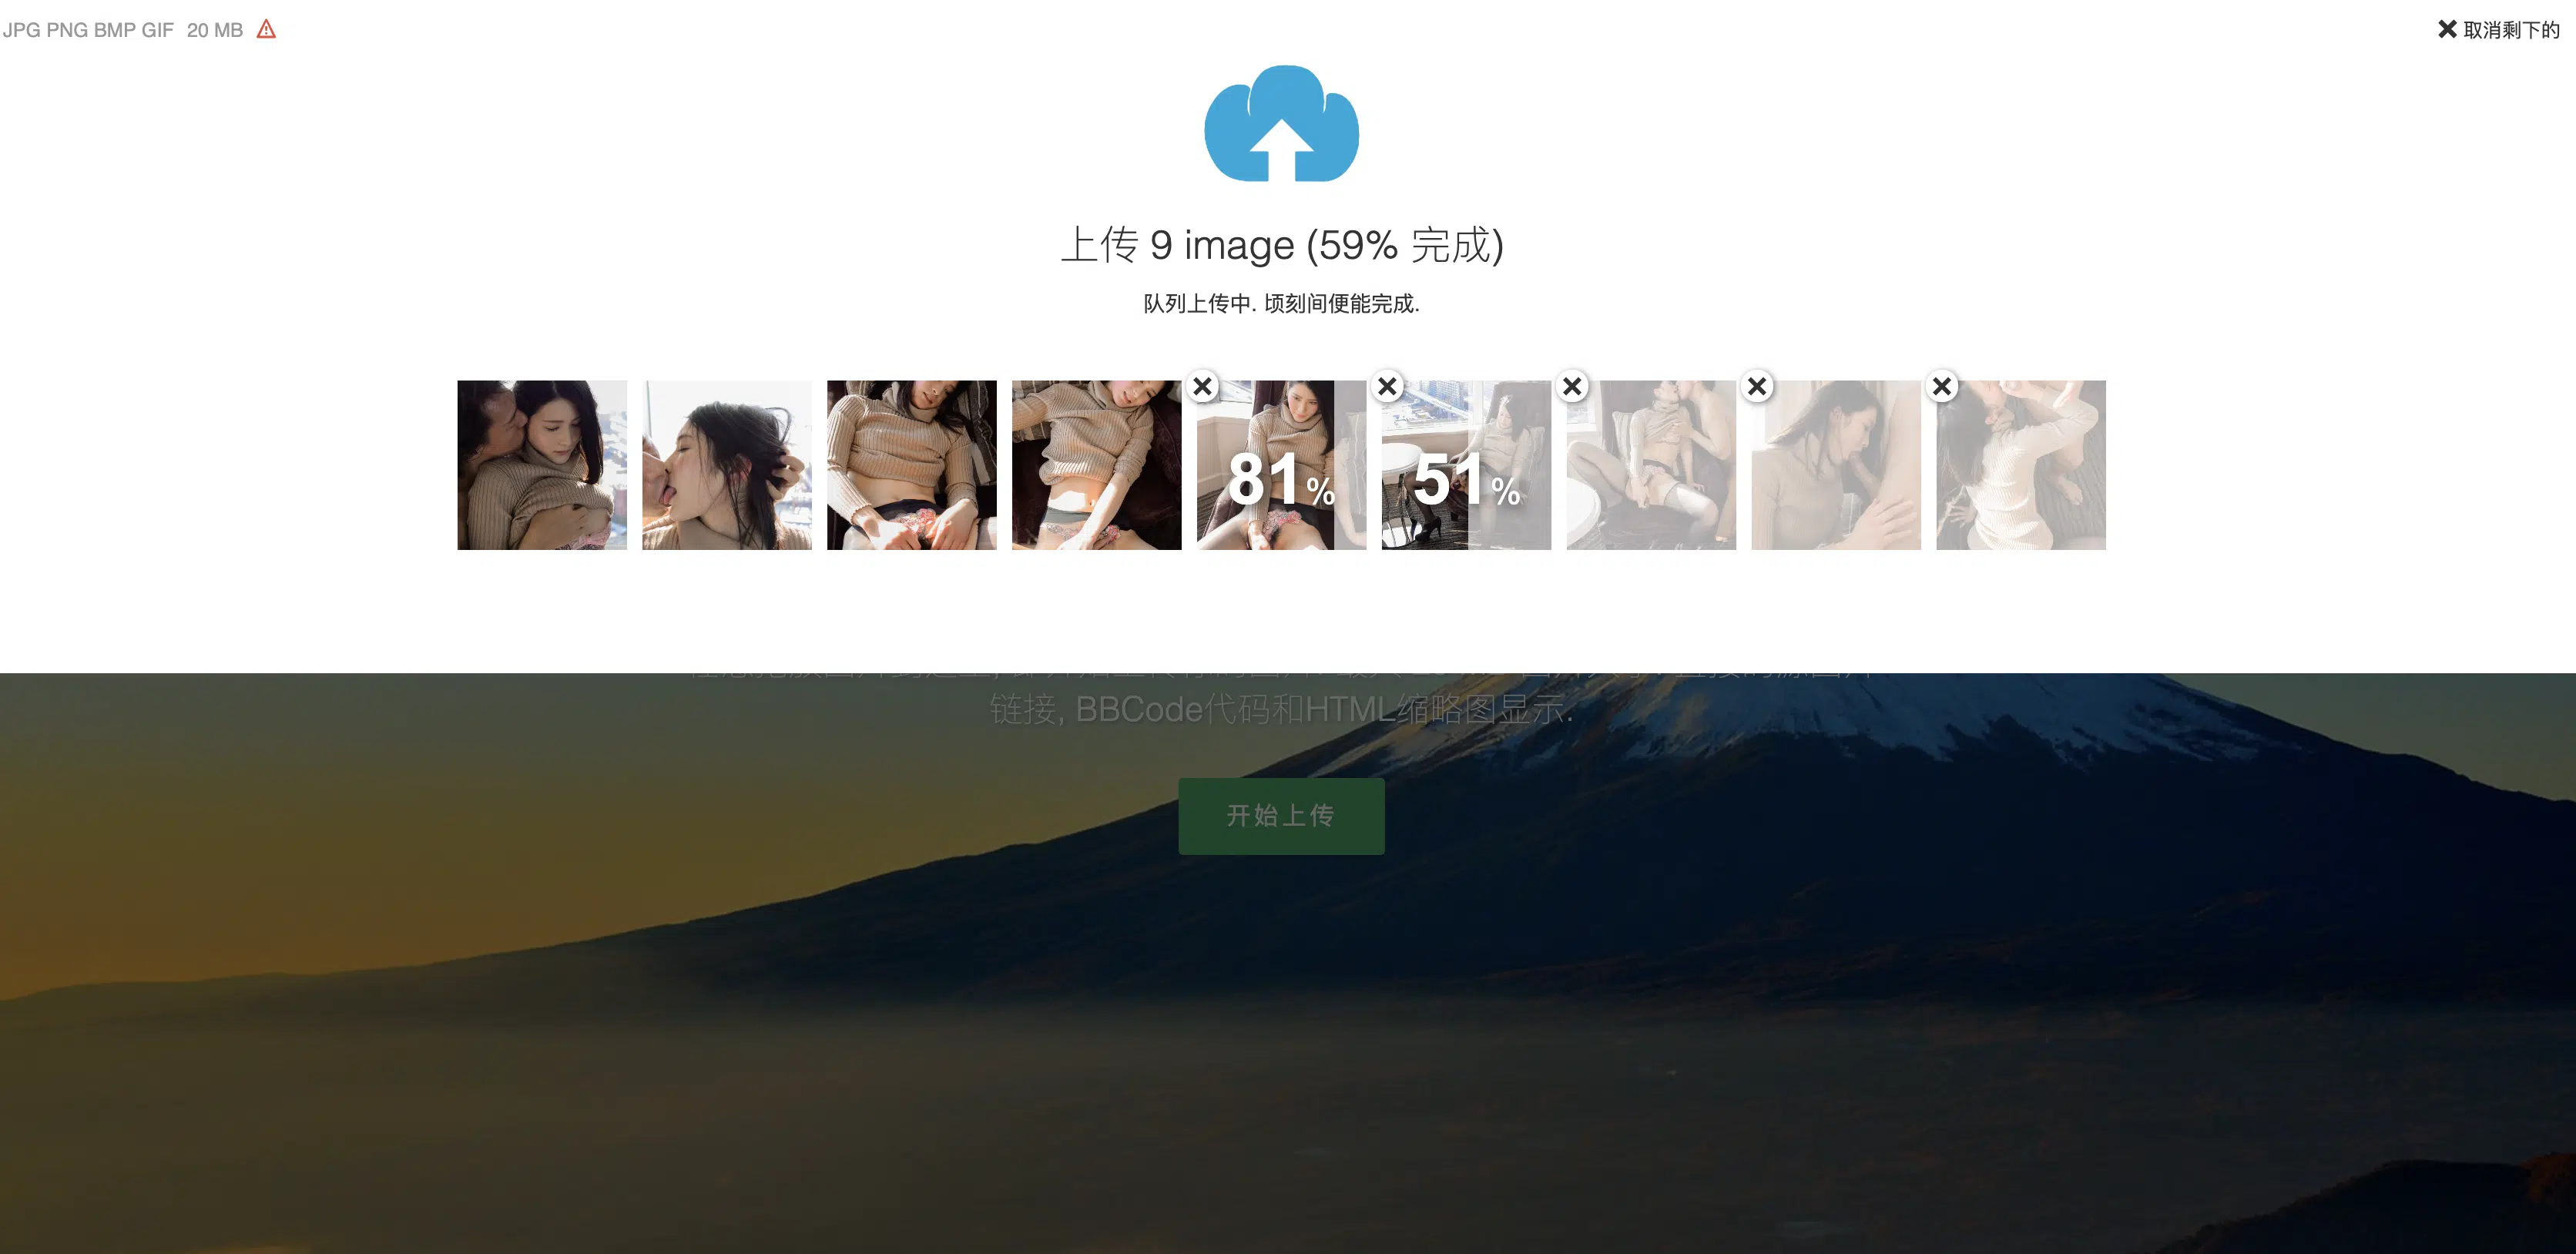 JPG PNG BMP GIF 20 MB
取消剩下的
上传 9 image (59% 完成)
队列上传中. 顷刻间便能完成.
81%
51%
链接, BBCode代码和HTML缩略图显示.
开始上传